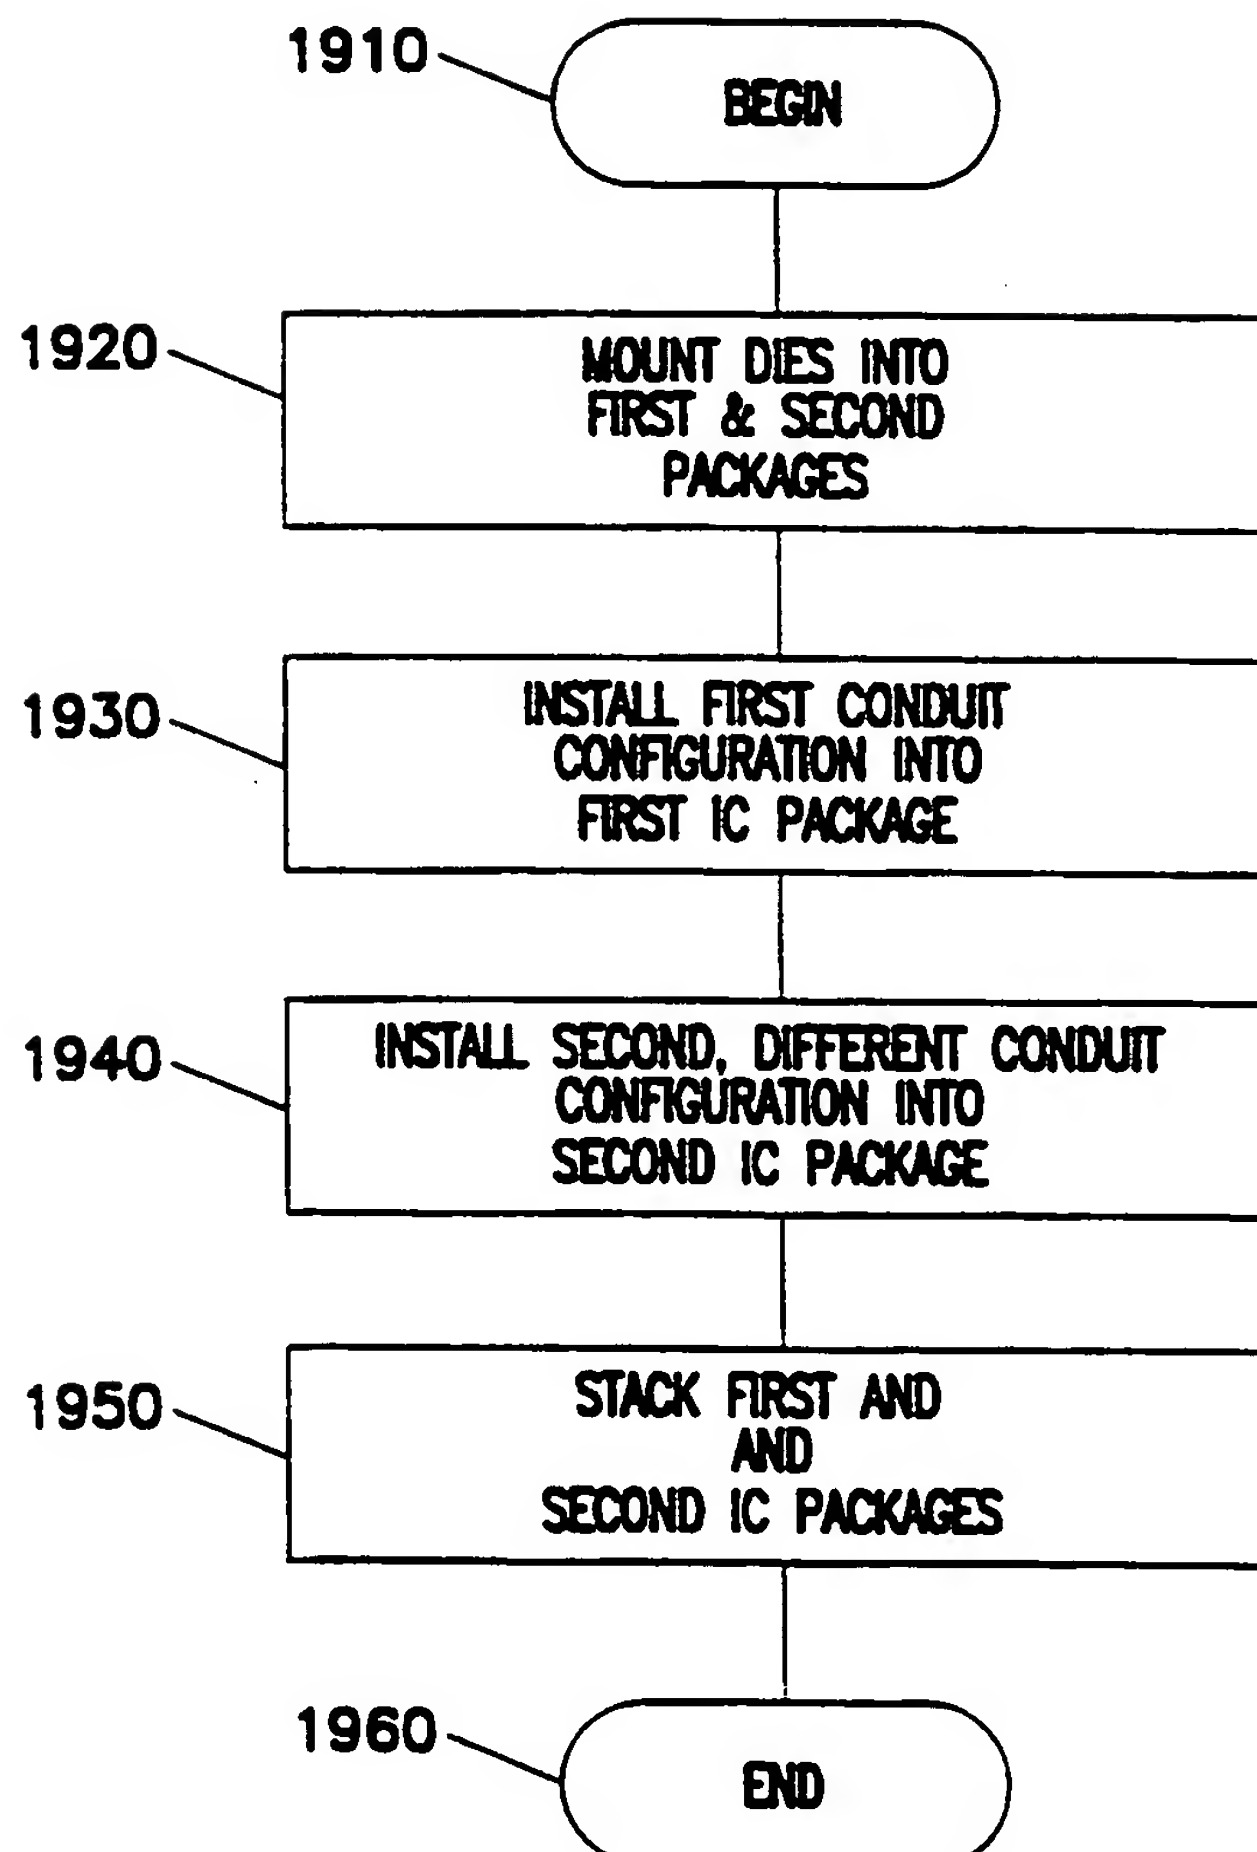 1910
BEGIN
1920
MOUNT DIES INTO
FIRST & SECOND
PACKAGES
1930
INSTALL FIRST CONDUIT
CONFIGURATION INTO
FIRST IC PACKAGE
1940
INSTALL SECOND, DIFFERENT CONDUIT
CONFIGURATION INTO
SECOND IC PACKAGE
1950
STACK FIRST AND
AND
SECOND IC PACKAGES
1960
END